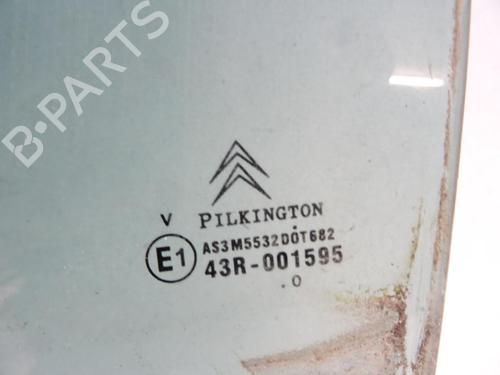 B-PARTS
V PILKINGTON
E1 AS3M5532DOT682
43R-001595
.0